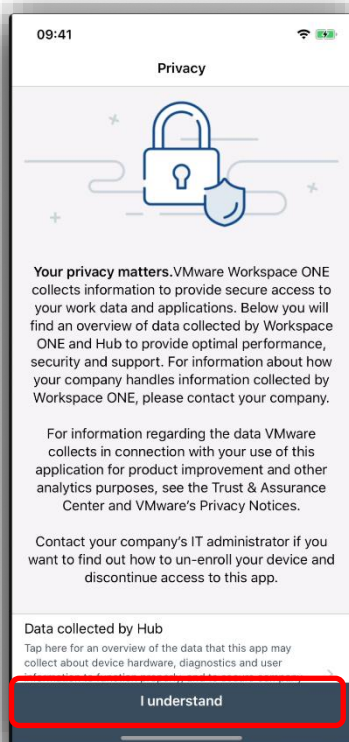 09:41
Privacy
Your privacy matters.VMware Workspace ONE
collects information to provide secure access to
your work data and applications. Below you will
find an overview of data collected by Workspace
ONE and Hub to provide optimal performance,
security and support. For information about how
your company handles information collected by
Workspace ONE, please contact your company.
For information regarding the data VMware
collects in connection with your use of this
application for product improvement and other
analytics purposes, see the Trust & Assurance
Center and VMware's Privacy Notices.
Contact your company's IT administrator if you
want to find out how to un-enroll your device and
discontinue access to this app.
Data collected by Hub
Tap here for an overview of the data that this app may
collect about device hardware, diagnostics and user
I understand